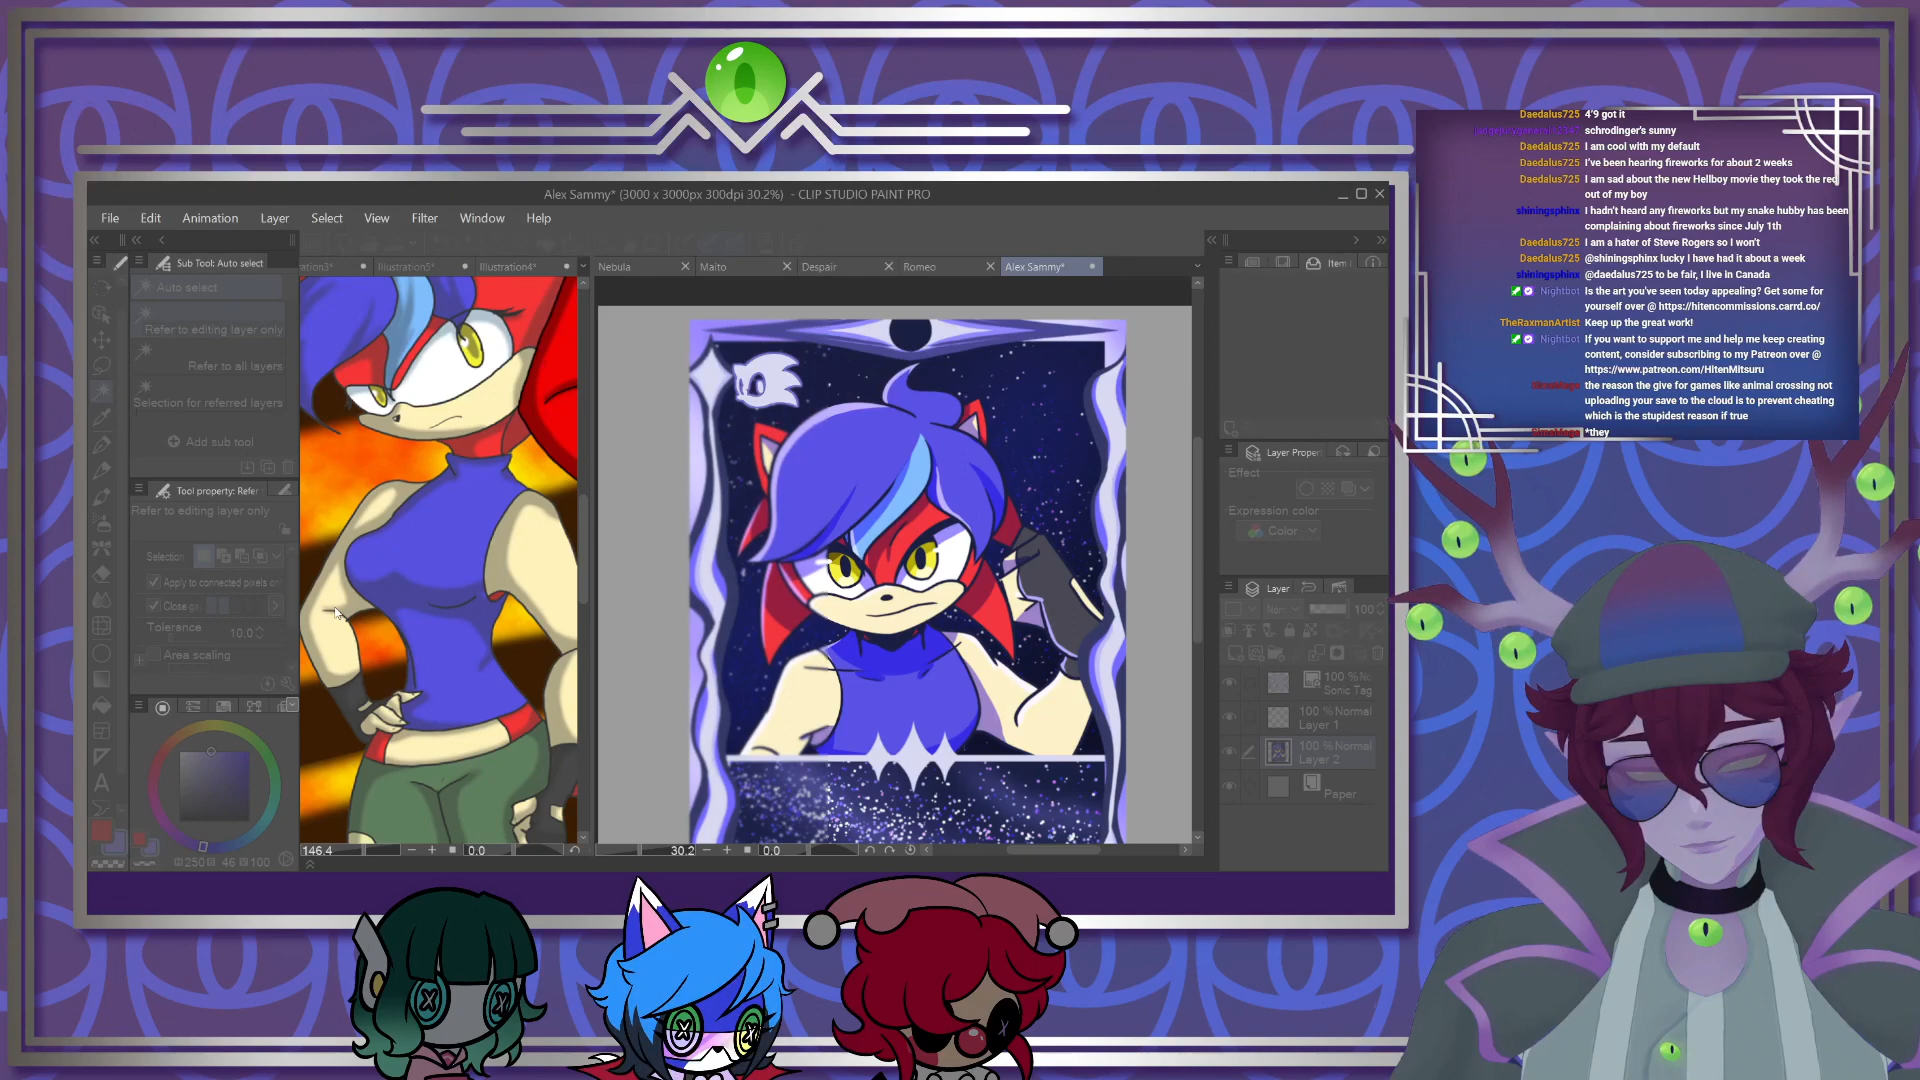 Alex Sammy* (3000 x 3000px 300dpi 30.2%) - CLIP STUDIO PAINT PRO
File Edit Animation Layer Select View Filter Window Help
Sub Tool: Auto select
Auto select
Refer to editing layer only
Refer to all layers
Selection for referred layers
Add sub tool
Tool property: Refer
Refer to editing layer only
Selection
Apply to connected pixels on
Close ga
Tolerance 10.0
Area scaling
250 46 100
Illustration5* Illustration4*
Nebula Maito Despair Romeo Alex Sammy*
146.4 0.0
30.2 0.0
Item
Layer Proper
Effect
Expression color
Color
Layer
100
100 % No
Sonic Tag
100 % Normal
Layer 1
100 % Normal
Layer 2
Paper
Daedalus725 4'9 got it
schrodinger's sunny
Daedalus725 I am cool with my default
Daedalus725 I've been hearing fireworks for about 2 weeks
Daedalus725 I am sad about the new Hellboy movie they took the red
out of my boy
shiningsphinx I hadn't heard any fireworks but my snake hubby has been
complaining about fireworks since July 1th
Daedalus725 I am a hater of Steve Rogers so I won't
Daedalus725 @shiningsphinx lucky I have had it about a week
shiningsphinx @daedalus725 to be fair, I live in Canada
Nightbot Is the art you've seen today appealing? Get some for
yourself over @ https://hitencommissions.carrd.co/
TheRaxmanArtist Keep up the great work!
Nightbot If you want to support me and help me keep creating
content, consider subscribing to my Patreon over @
https://www.patreon.com/HitenMitsuru
the reason the give for games like animal crossing not
uploading your save to the cloud is to prevent cheating
which is the stupidest reason if true
*they